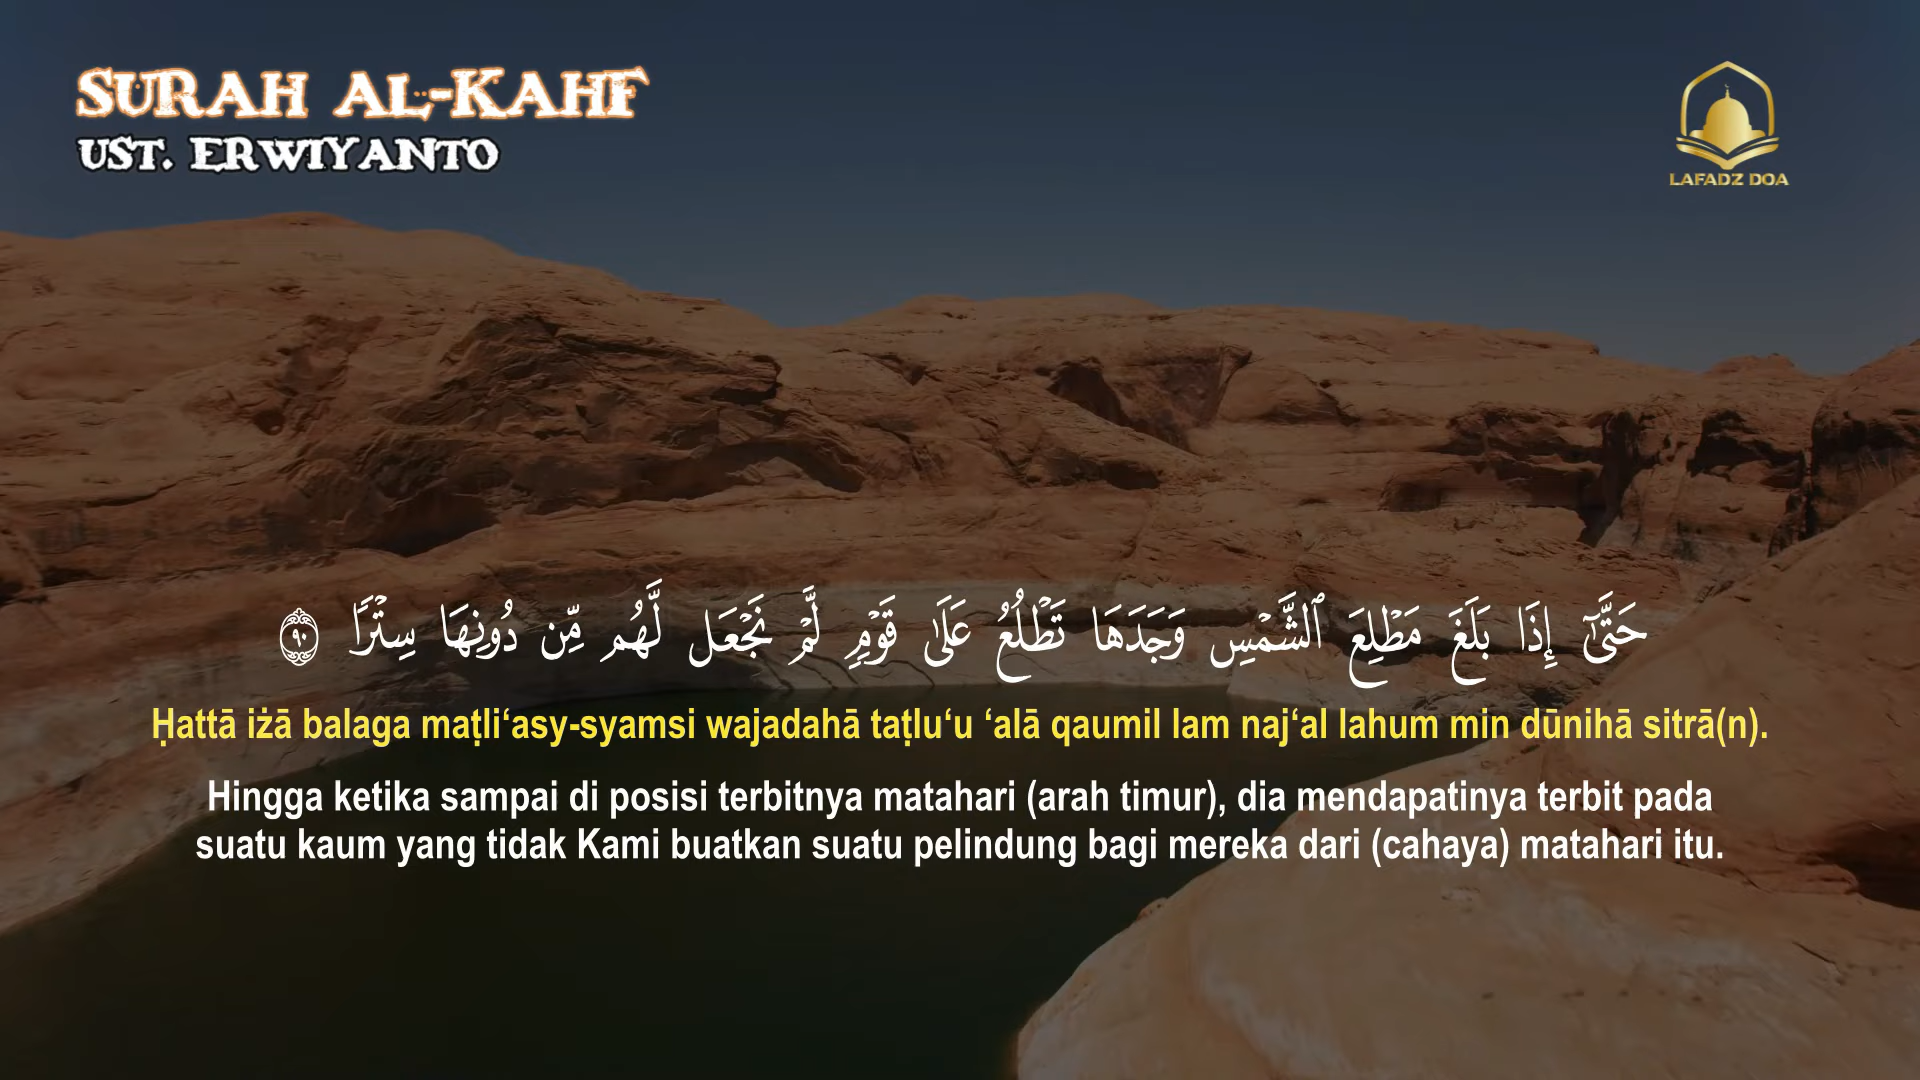 SURAH AL-KAHF
UST. ERWIYANTO
LAFADZ DOA
حَتَّىٰٓ إِذَا بَلَغَ مَطْلِعَ ٱلشَّمْسِ وَجَدَهَا تَطْلُعُ عَلَىٰ قَوْمٍ لَّمْ نَجْعَل لَّهُم مِّن دُونِهَا سِتْرًا ٩٠
Ḥattā iżā balaga maṭli‘asy-syamsi wajadahā taṭlu‘u ‘alā qaumil lam naj‘al lahum min dūnihā sitrā(n).
Hingga ketika sampai di posisi terbitnya matahari (arah timur), dia mendapatinya terbit pada
suatu kaum yang tidak Kami buatkan suatu pelindung bagi mereka dari (cahaya) matahari itu.